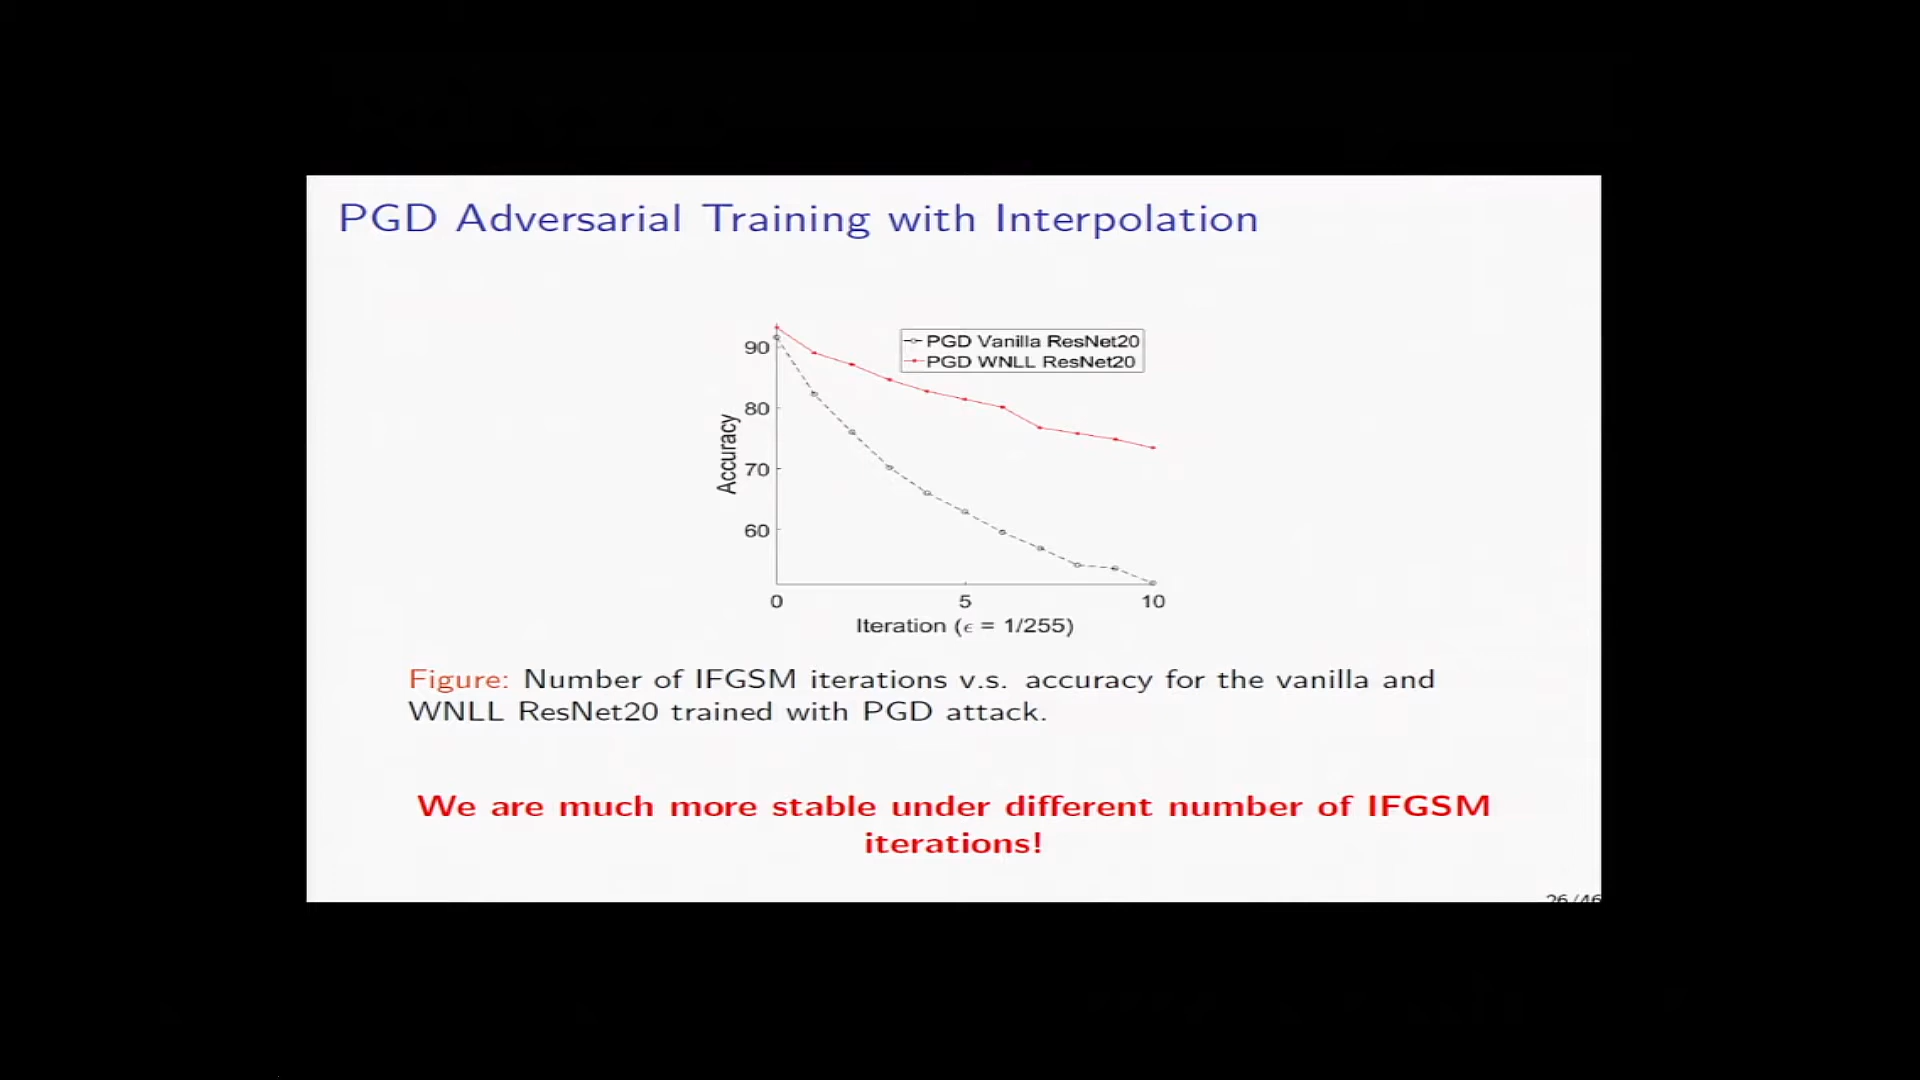 PGD Adversarial Training with Interpolation
PGD Vanilla ResNet20
PGD WNLL ResNet20
90
80
70
60
Accuracy
0 5 10
Iteration (ϵ = 1/255)
Figure: Number of IFGSM iterations v.s. accuracy for the vanilla and
WNLL ResNet20 trained with PGD attack.
We are much more stable under different number of IFGSM
iterations!
26/46